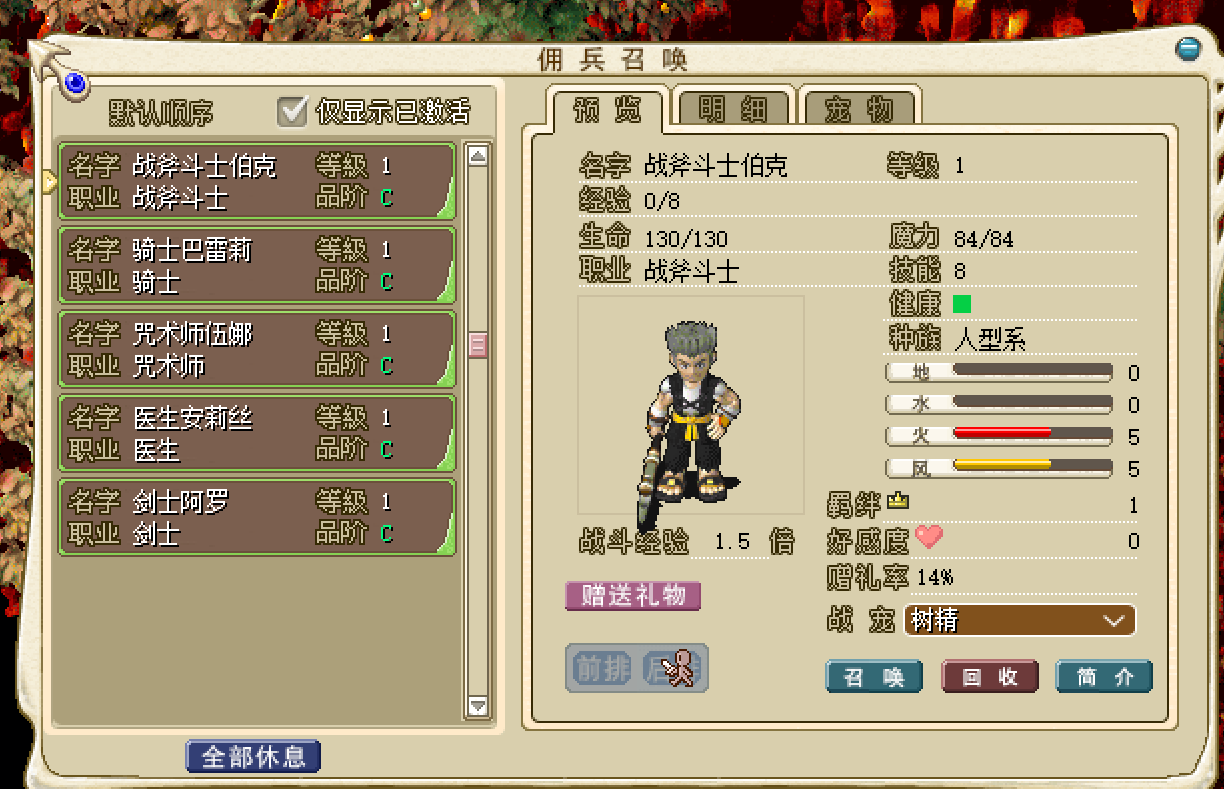 佣兵召唤
默认顺序 仅显示已激活
名字 战斧斗士伯克 等級 1
职业 战斧斗士 品阶 C
名字 骑士巴雷莉 等級 1
职业 骑士 品阶 C
名字 咒术师伍娜 等級 1
职业 咒术师 品阶 C
名字 医生安莉丝 等級 1
职业 医生 品阶 C
名字 剑士阿罗 等級 1
职业 剑士 品阶 C
全部休息
预览 明细 宠物
名字 战斧斗士伯克 等级 1
经验 0/8
生命 130/130 魔力 84/84
职业 战斧斗士 技能 8
健康
种族 人型系
地 0
水 0
火 5
风 5
羁绊 1
战斗经验 1.5 倍 好感度 0
赠送礼物 赠礼率 14%
战宠 树精
前排 后
召唤 回收 简介